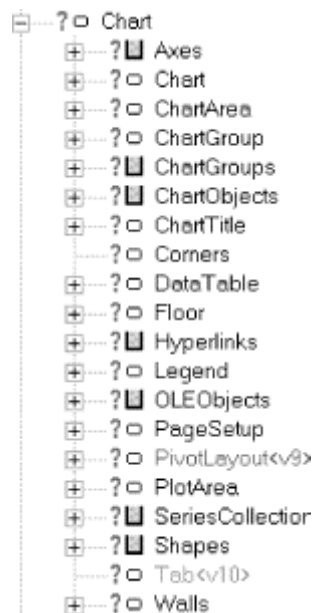 ? Chart
? Axes
? Chart
? ChartArea
? ChartGroup
? ChartGroups
? ChartObjects
? ChartTitle
? Corners
? DataTable
? Floor
? Hyperlinks
? Legend
? OLEObjects
? PageSetup
? PivotLayout<v9>
? PlotArea
? SeriesCollection
? Shapes
? Tab<v10>
? Walls